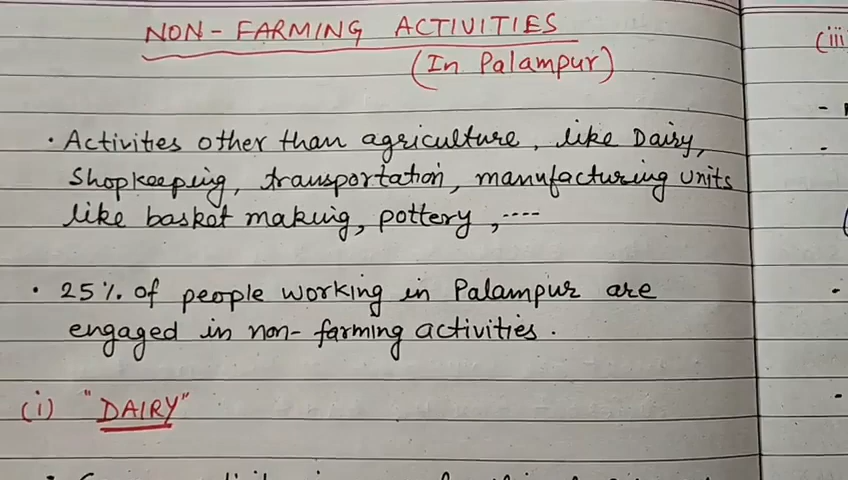 NON-FARMING ACTIVITIES
(In Palampur)
(iii
• Activities other than agriculture, like Dairy,
Shopkeeping, transportation, manufacturing units
like basket making, pottery, ----
• 25% of people working in Palampur are
engaged in non-farming activities.
(i) "DAIRY"